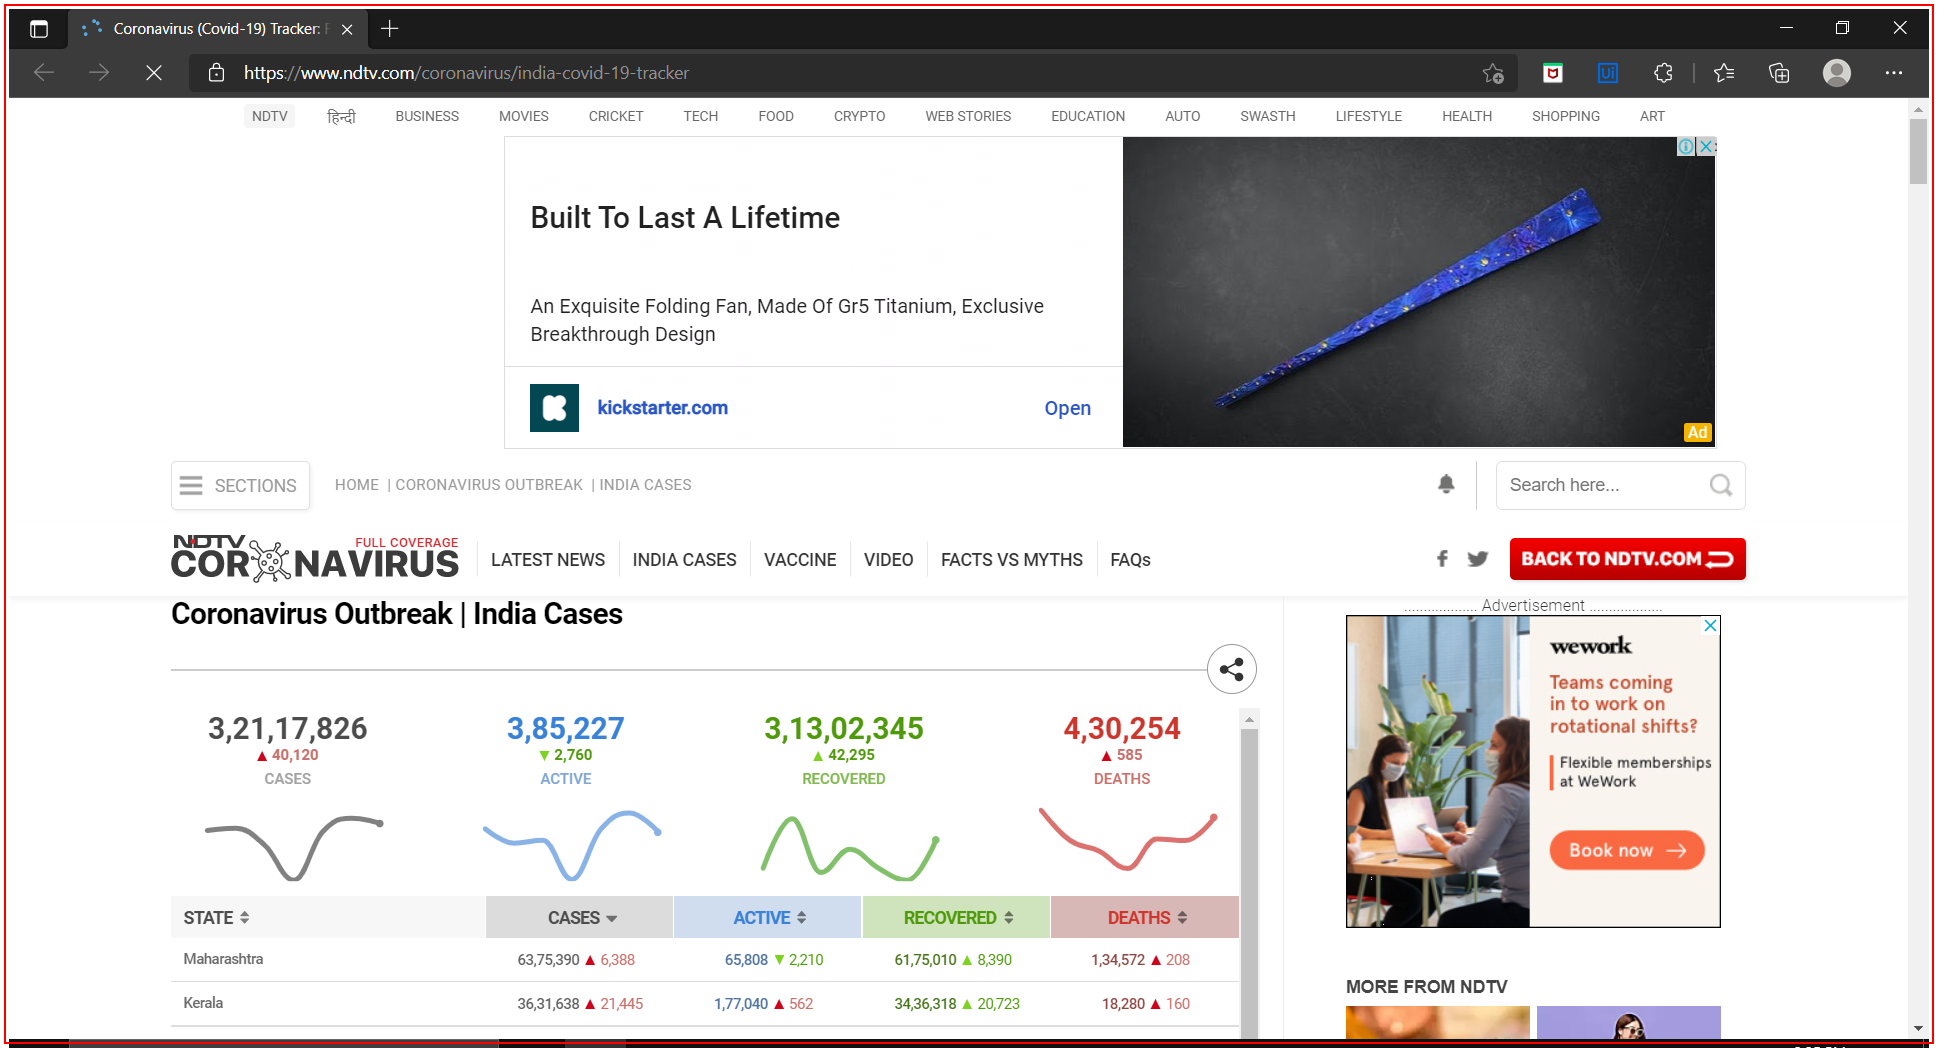 Coronavirus (Covid-19) Tracker:
https://www.ndtv.com/coronavirus/india-covid-19-tracker
NDTV हिन्दी BUSINESS MOVIES CRICKET TECH FOOD CRYPTO WEB STORIES EDUCATION AUTO SWASTH LIFESTYLE HEALTH SHOPPING ART
Built To Last A Lifetime
An Exquisite Folding Fan, Made Of Gr5 Titanium, Exclusive
Breakthrough Design
kickstarter.com Open
Ad
SECTIONS HOME | CORONAVIRUS OUTBREAK | INDIA CASES Search here...
NDTV FULL COVERAGE
CORONAVIRUS LATEST NEWS INDIA CASES VACCINE VIDEO FACTS VS MYTHS FAQs BACK TO NDTV.COM
Coronavirus Outbreak | India Cases
3,21,17,826 3,85,227 3,13,02,345 4,30,254
▲ 40,120 ▼ 2,760 ▲ 42,295 ▲ 585
CASES ACTIVE RECOVERED DEATHS
STATE CASES ACTIVE RECOVERED DEATHS
Maharashtra 63,75,390 ▲ 6,388 65,808 ▼ 2,210 61,75,010 ▲ 8,390 1,34,572 ▲ 208
Kerala 36,31,638 ▲ 21,445 1,77,040 ▲ 562 34,36,318 ▲ 20,723 18,280 ▲ 160
................... Advertisement ...................
wework
Teams coming
in to work on
rotational shifts?
Flexible memberships
at WeWork
Book now →
MORE FROM NDTV